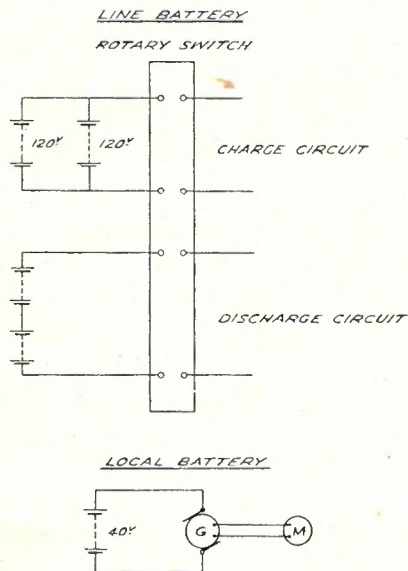 LINE BATTERY
ROTARY SWITCH
120V 120V
CHARGE CIRCUIT
DISCHARGE CIRCUIT
LOCAL BATTERY
40V G M